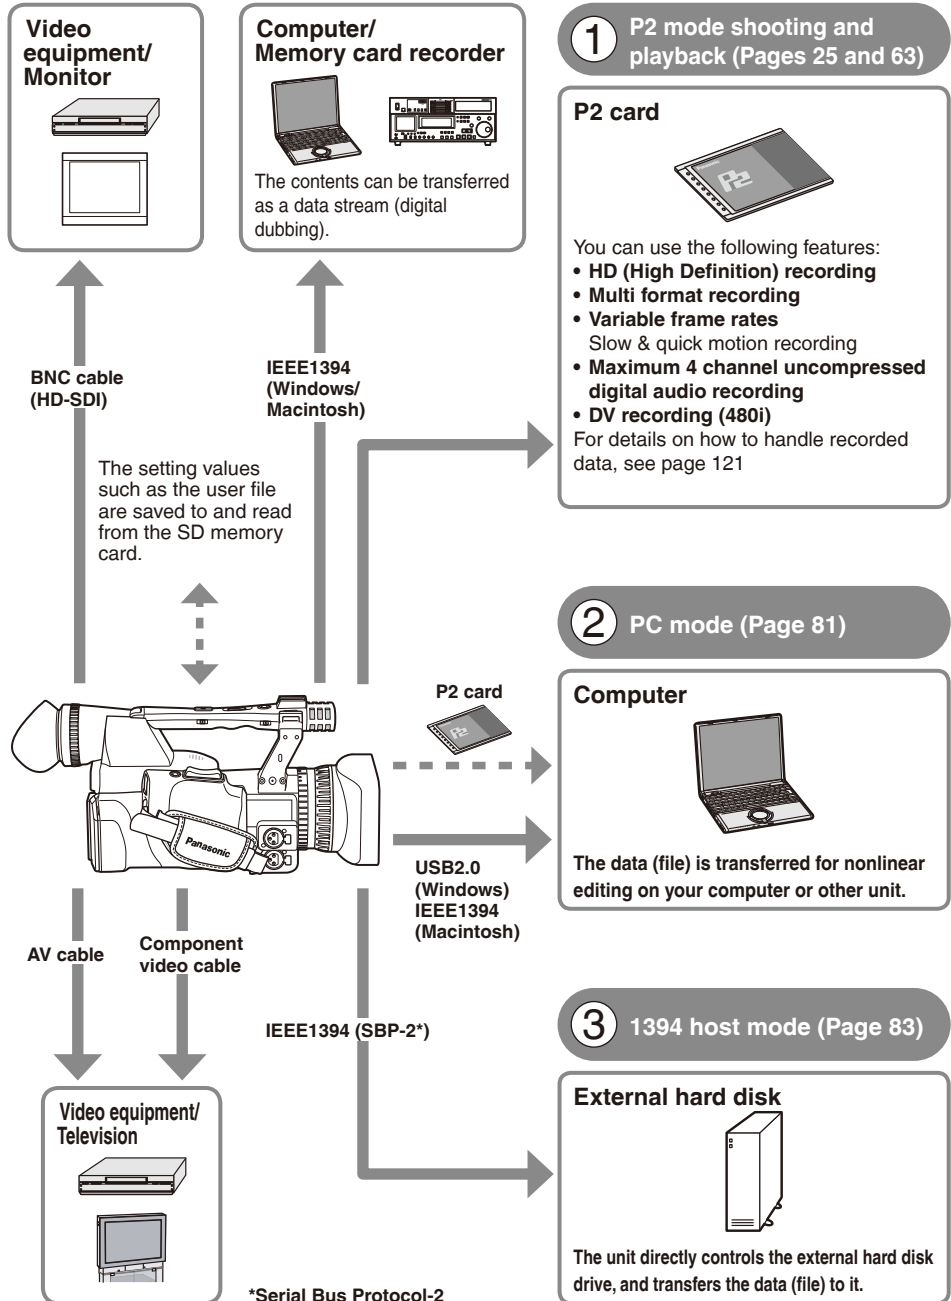 Video
equipment/
Monitor
Computer/
Memory card recorder
The contents can be transferred
as a data stream (digital
dubbing).
1 P2 mode shooting and
playback (Pages 25 and 63)
P2 card
P2
You can use the following features:
• HD (High Definition) recording
• Multi format recording
• Variable frame rates
Slow & quick motion recording
• Maximum 4 channel uncompressed
digital audio recording
• DV recording (480i)
For details on how to handle recorded
data, see page 121
BNC cable
(HD-SDI)
IEEE1394
(Windows/
Macintosh)
The setting values
such as the user file
are saved to and read
from the SD memory
card.
2 PC mode (Page 81)
P2 card
P2
Computer
Panasonic
USB2.0
(Windows)
IEEE1394
(Macintosh)
The data (file) is transferred for nonlinear
editing on your computer or other unit.
AV cable
Component
video cable
IEEE1394 (SBP-2*)
3 1394 host mode (Page 83)
External hard disk
The unit directly controls the external hard disk
drive, and transfers the data (file) to it.
Video equipment/
Television
*Serial Bus Protocol-2